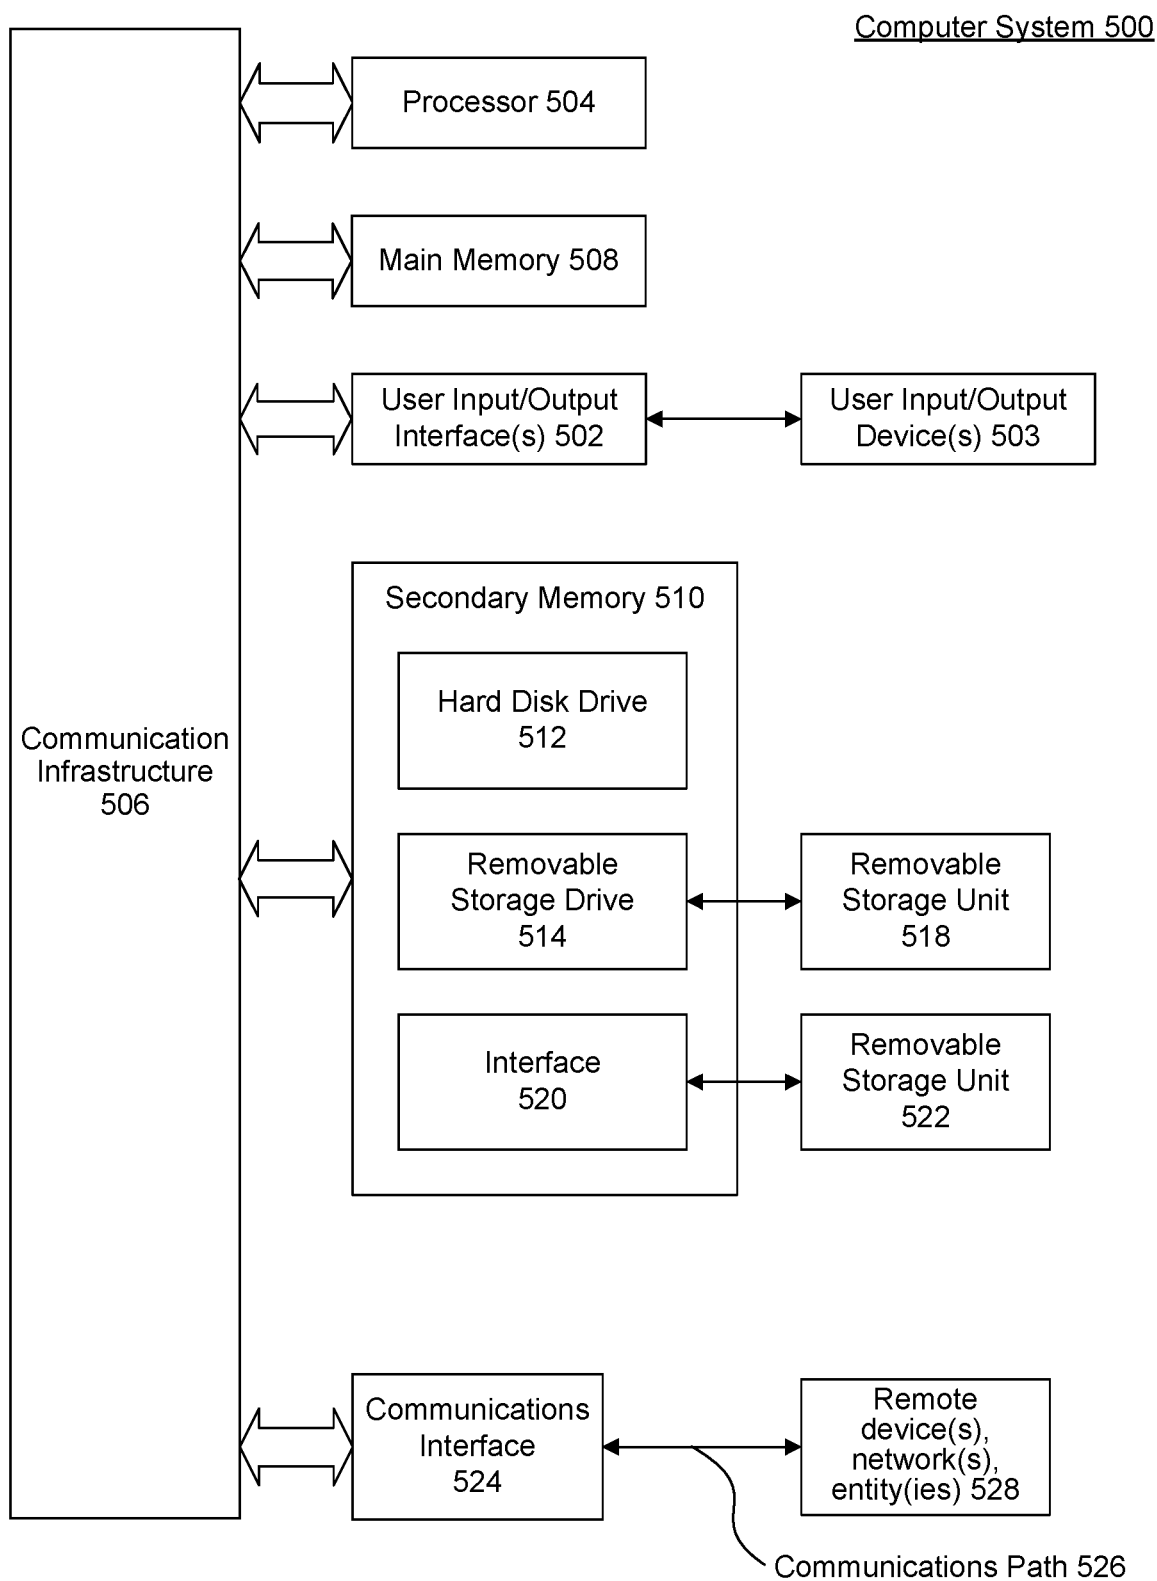 Computer System 500
Processor 504
Main Memory 508
User Input/Output
Interface(s) 502
User Input/Output
Device(s) 503
Secondary Memory 510
Hard Disk Drive
512
Communication
Infrastructure
506
Removable
Storage Drive
514
Removable
Storage Unit
518
Interface
520
Removable
Storage Unit
522
Communications
Interface
524
Remote
device(s),
network(s),
entity(ies) 528
Communications Path 526